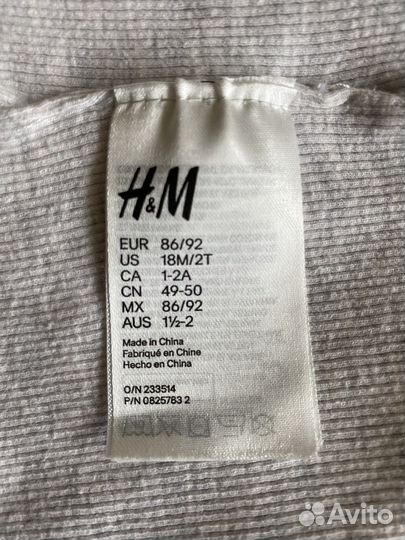 H&M
EUR 86/92
US 18M/2T
CA 1-2A
CN 49-50
MX 86/92
AUS 1½-2
Made in China
Fabriqué en Chine
Hecho en China
O/N 233514
P/N 0825783 2
Avito